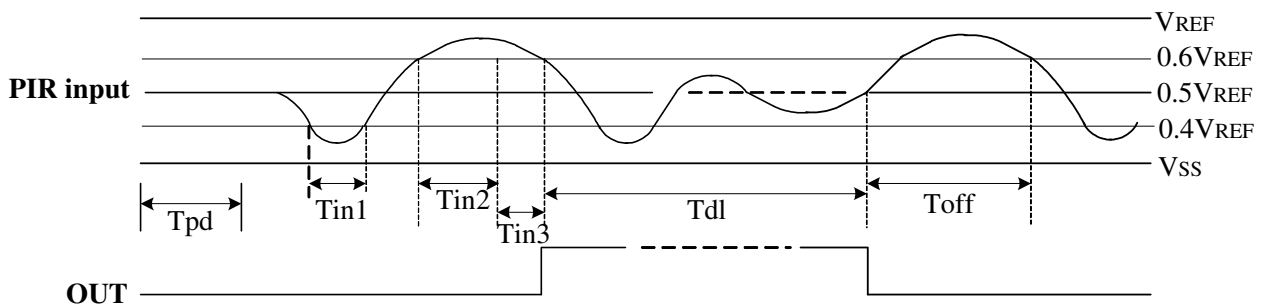 VREF
0.6VREF
PIR input
0.5VREF
0.4VREF
VSS
Tpd
Tin1
Tin2
Tin3
Tdl
Toff
OUT